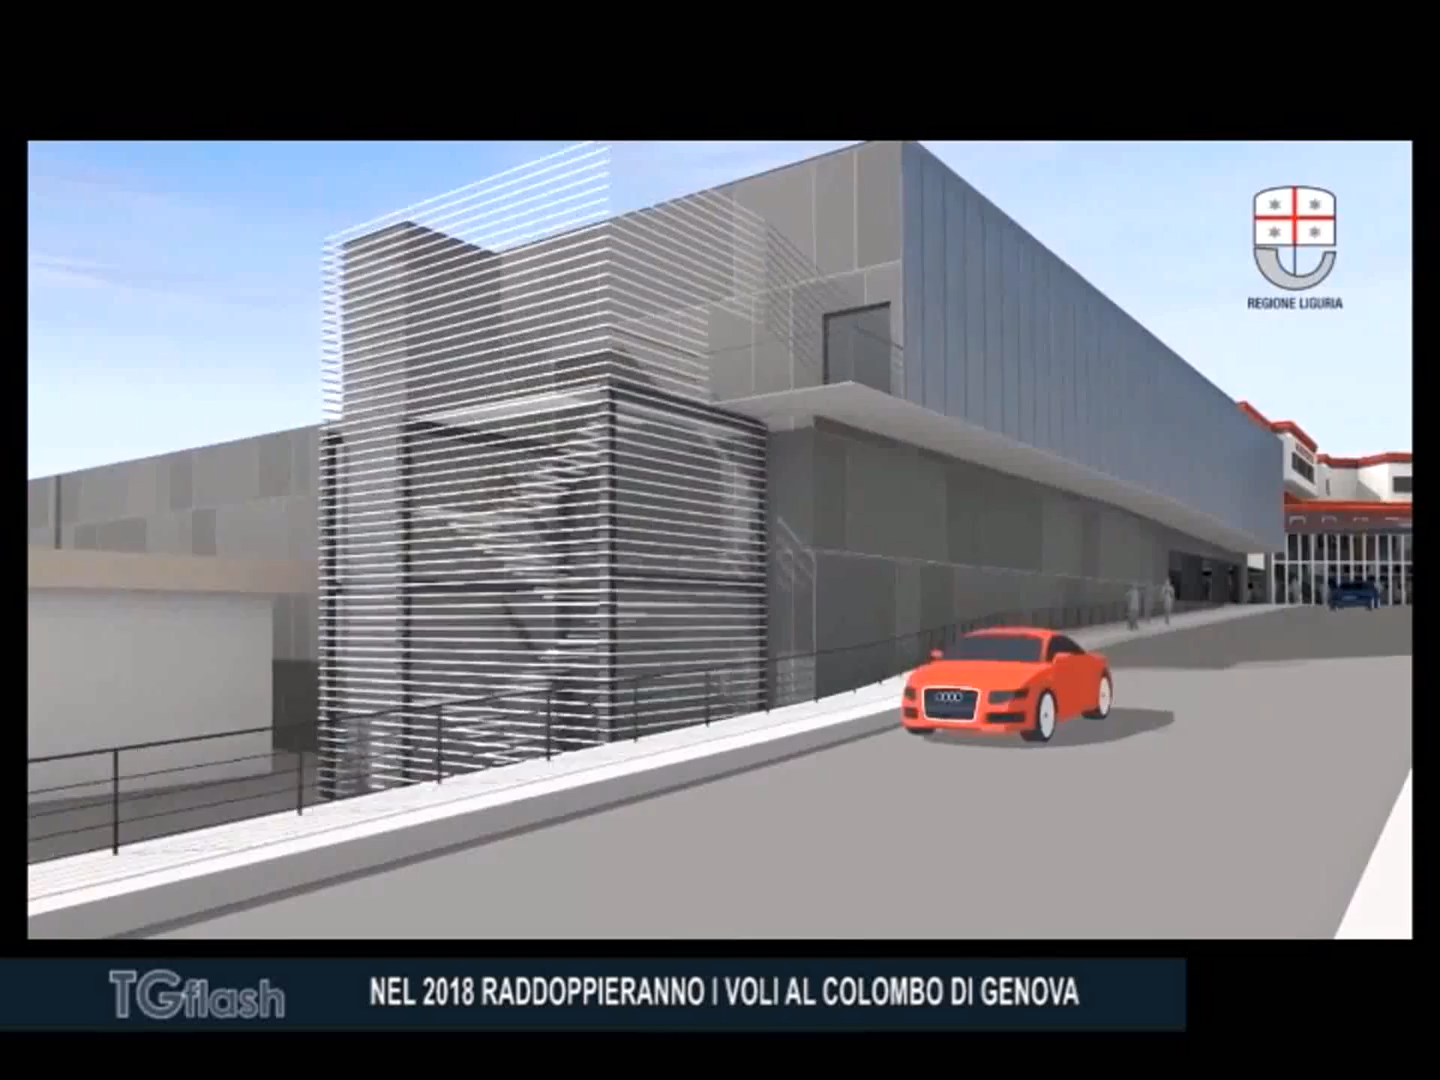 REGIONE LIGURIA
TGflash
NEL 2018 RADDOPPIERANNO I VOLI AL COLOMBO DI GENOVA